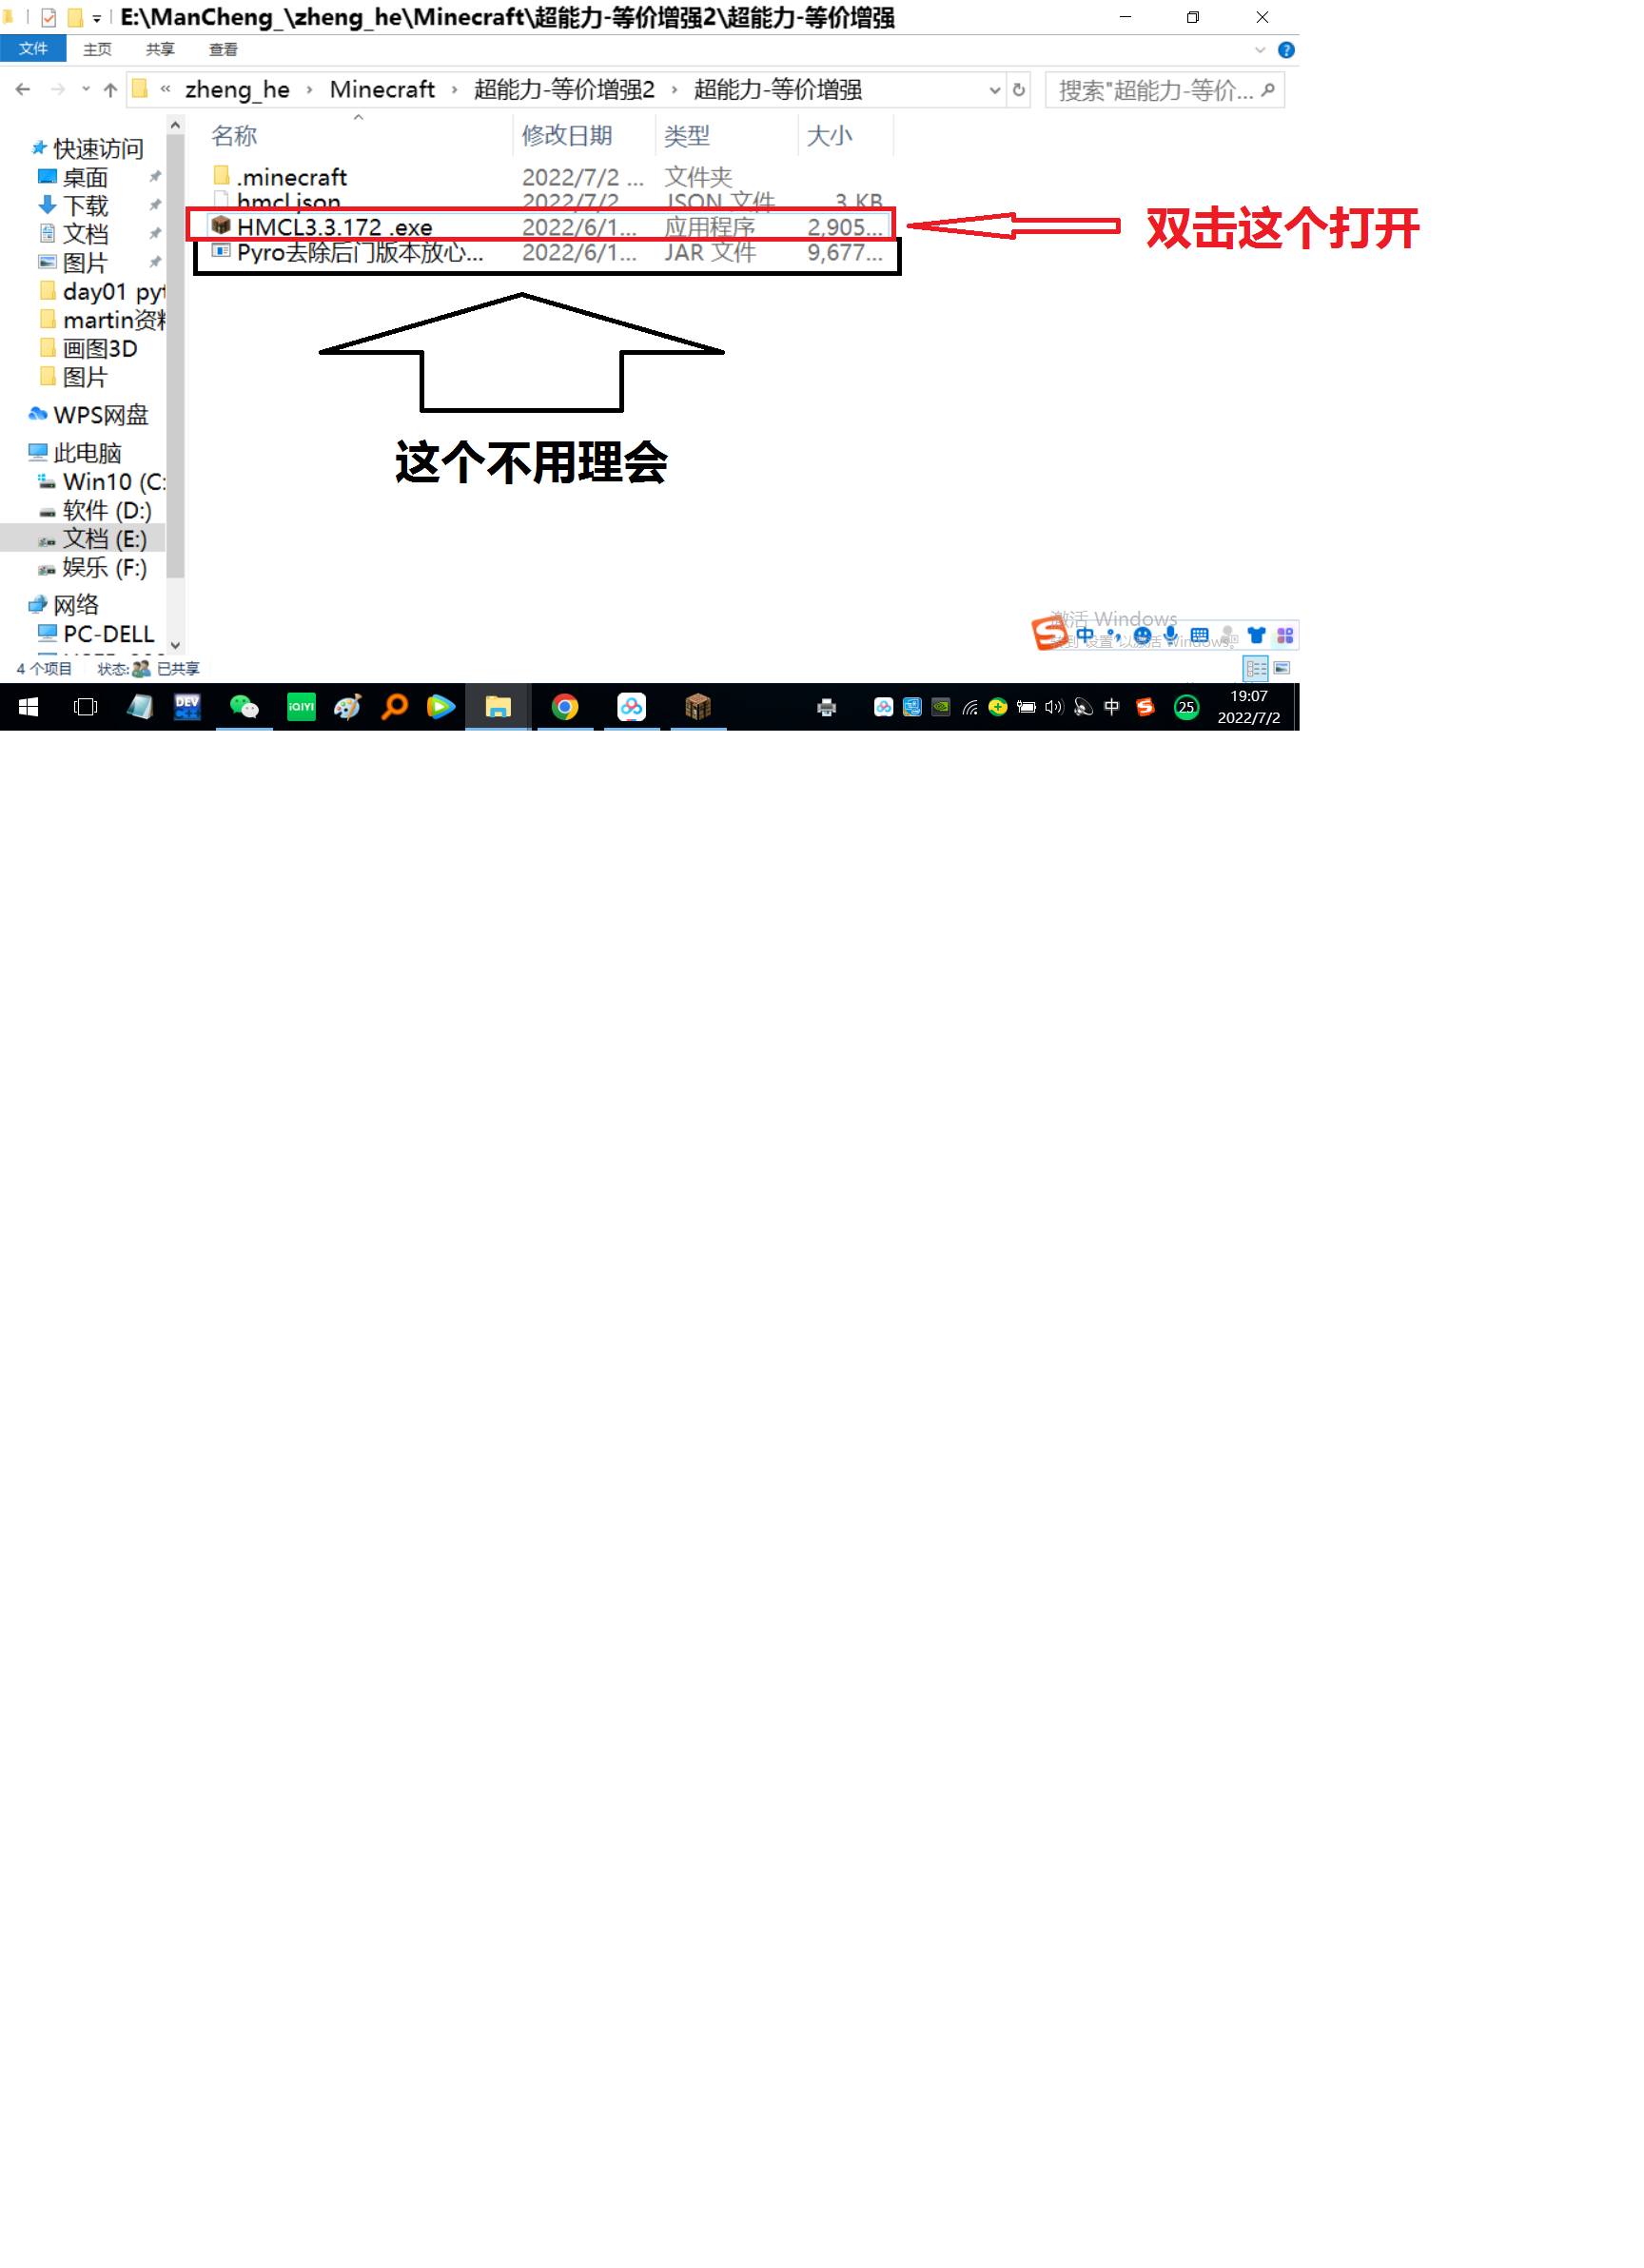 E:\ManCheng_\zheng_he\Minecraft\超能力-等价增强2\超能力-等价增强
文件 主页 共享 查看
« zheng_he › Minecraft › 超能力-等价增强2 › 超能力-等价增强
搜索"超能力-等价...
名称 修改日期 类型 大小
.minecraft 2022/7/2 ... 文件夹
hmcl.json 2022/7/2 ... JSON 文件 3 KB
HMCL3.3.172 .exe 2022/6/1... 应用程序 2,905...
Pyro去除后门版本放心... 2022/6/1... JAR 文件 9,677...
双击这个打开
这个不用理会
快速访问
桌面
下载
文档
图片
day01 pyt
martin资料
画图3D
图片
WPS网盘
此电脑
Win10 (C:
软件 (D:)
文档 (E:)
娱乐 (F:)
网络
PC-DELL
激活 Windows
转到"设置"以激活 Windows。
中
4 个项目 状态: 已共享
DEV
iQIYI
中
25
19:07
2022/7/2